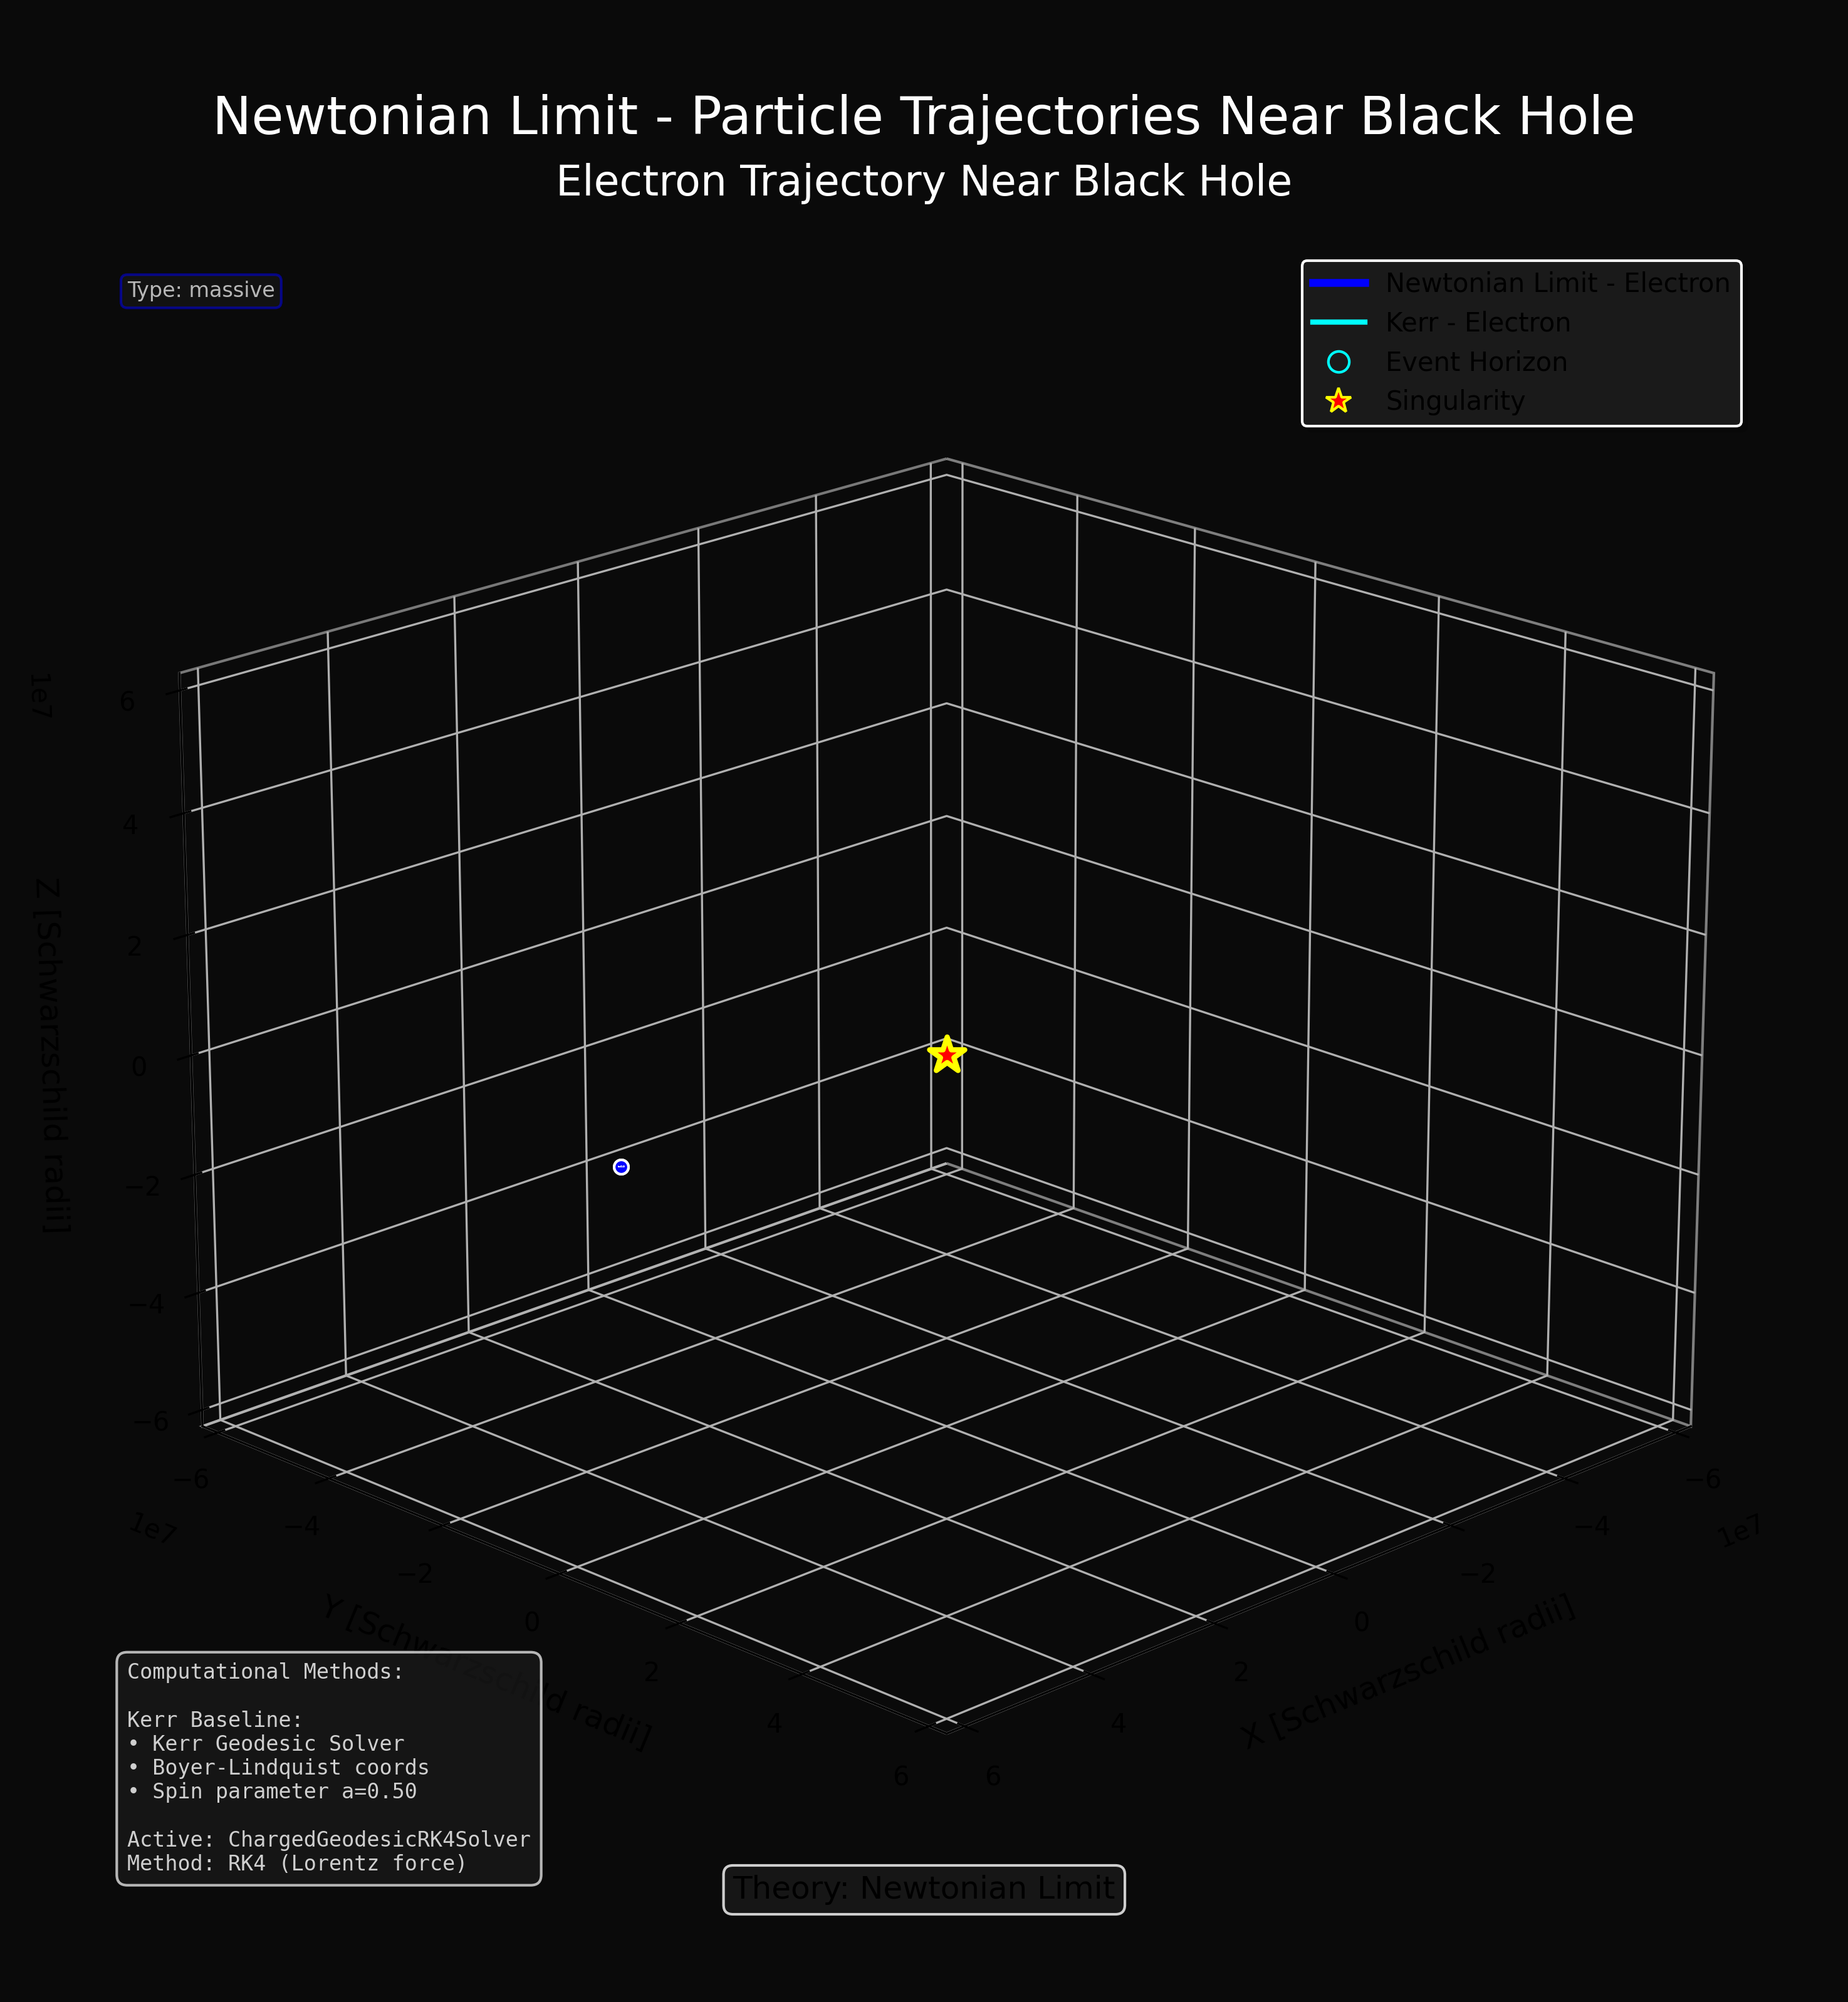 Newtonian Limit - Particle Trajectories Near Black Hole
Electron Trajectory Near Black Hole
Type: massive
Newtonian Limit - Electron
Kerr - Electron
Event Horizon
Singularity
1e7
6
4
2
0
−2
−4
−6
Z [Schwarzschild radii]
−6
−4
−2
0
2
4
6
1e7
Y [Schwarzschild radii]
6
4
2
0
−2
−4
−6
1e7
X [Schwarzschild radii]
Computational Methods:
Kerr Baseline:
• Kerr Geodesic Solver
• Boyer-Lindquist coords
• Spin parameter a=0.50
Active: ChargedGeodesicRK4Solver
Method: RK4 (Lorentz force)
Theory: Newtonian Limit